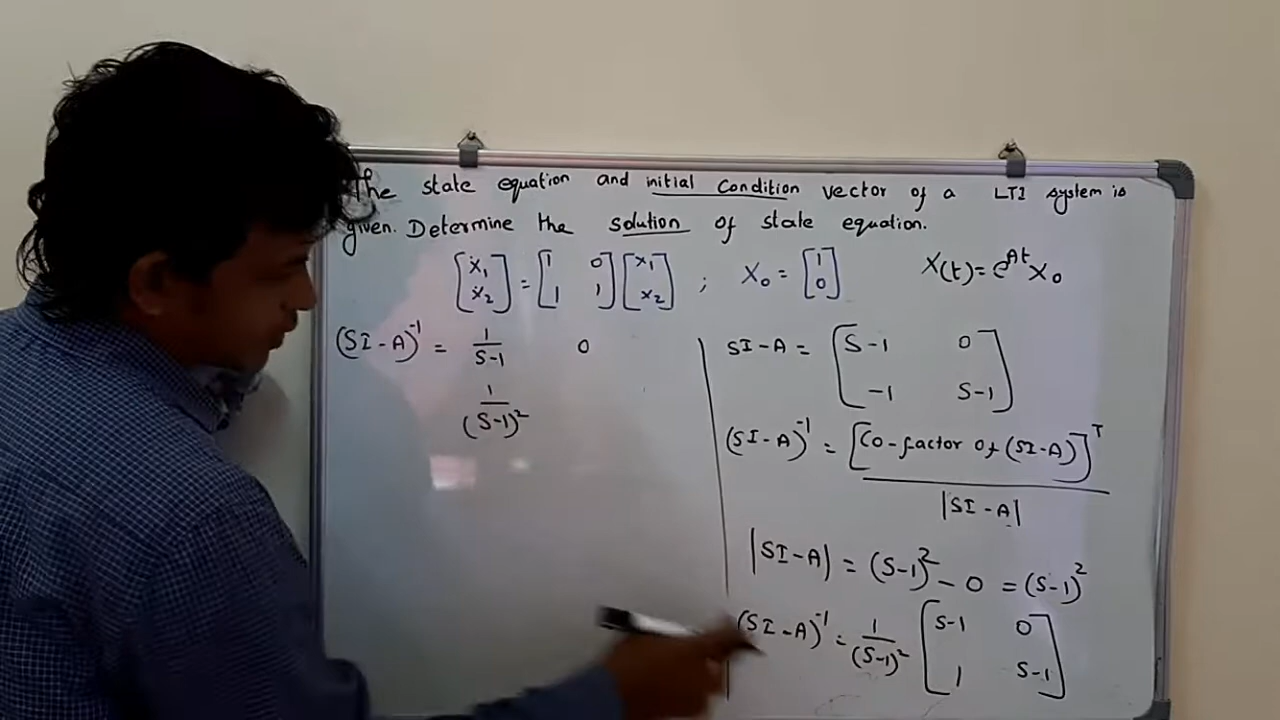 The state equation and initial condition vector of a LTI system is
given. Determine the solution of state equation.
[ẋ₁ ẋ₂] = [1 0 1 1] [x₁ x₂] ; X₀ = [1 0] X(t) = e^{At} X₀
(SI-A)⁻¹ = 1/(S-1) 0
1/(S-1)²
SI-A = [S-1 0
-1 S-1]
(SI-A)⁻¹ = [Co-factor of (SI-A)]ᵀ
|SI-A|
|SI-A| = (S-1)² - 0 = (S-1)²
(SI-A)⁻¹ = 1/(S-1)² [S-1 0
1 S-1]